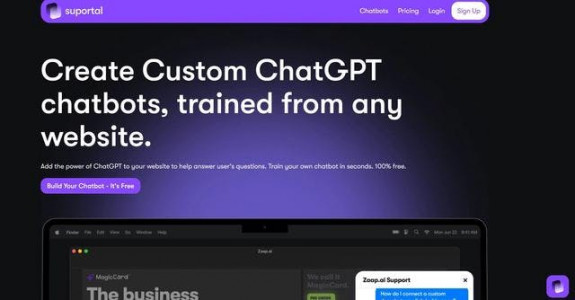 suportal
Chatbots Pricing Login Sign Up
Create Custom ChatGPT
chatbots, trained from any
website.
Add the power of ChatGPT to your website to help answer user's questions. Train your own chatbot in seconds. 100% free.
Build Your Chatbot - It's Free
Finder File Edit View Go Window Help
Zaap.ai
MagicCard
We call it
MagicCard.
The business
Zaap.ai Support
How do I connect a custom